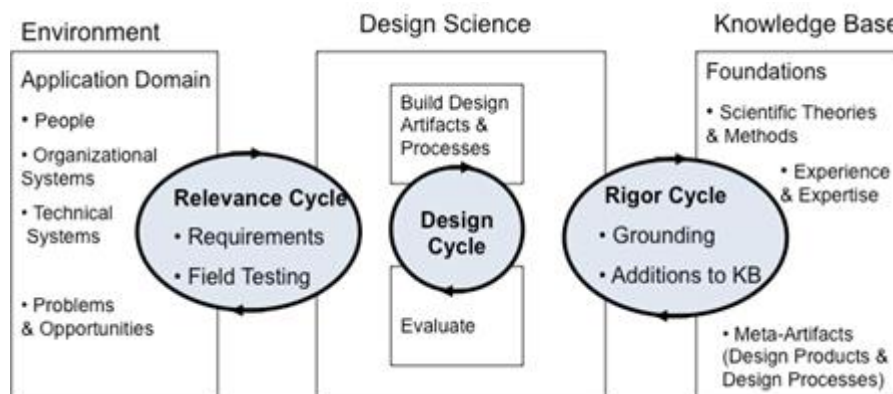 Environment
Design Science
Knowledge Base
Application Domain
• People
• Organizational
Systems
• Technical
Systems
• Problems
& Opportunities
Relevance Cycle
• Requirements
• Field Testing
Build Design
Artifacts &
Processes
Design
Cycle
Evaluate
Rigor Cycle
• Grounding
• Additions to KB
Foundations
• Scientific Theories
& Methods
• Experience
& Expertise
• Meta-Artifacts
(Design Products &
Design Processes)